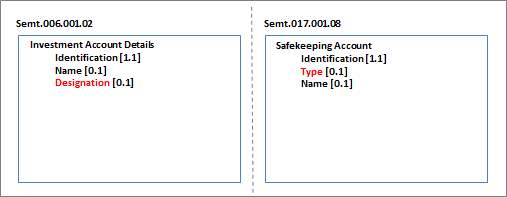 Semt.006.001.02
Investment Account Details
Identification [1.1]
Name [0.1]
Designation [0.1]
Semt.017.001.08
Safekeeping Account
Identification [1.1]
Type [0.1]
Name [0.1]